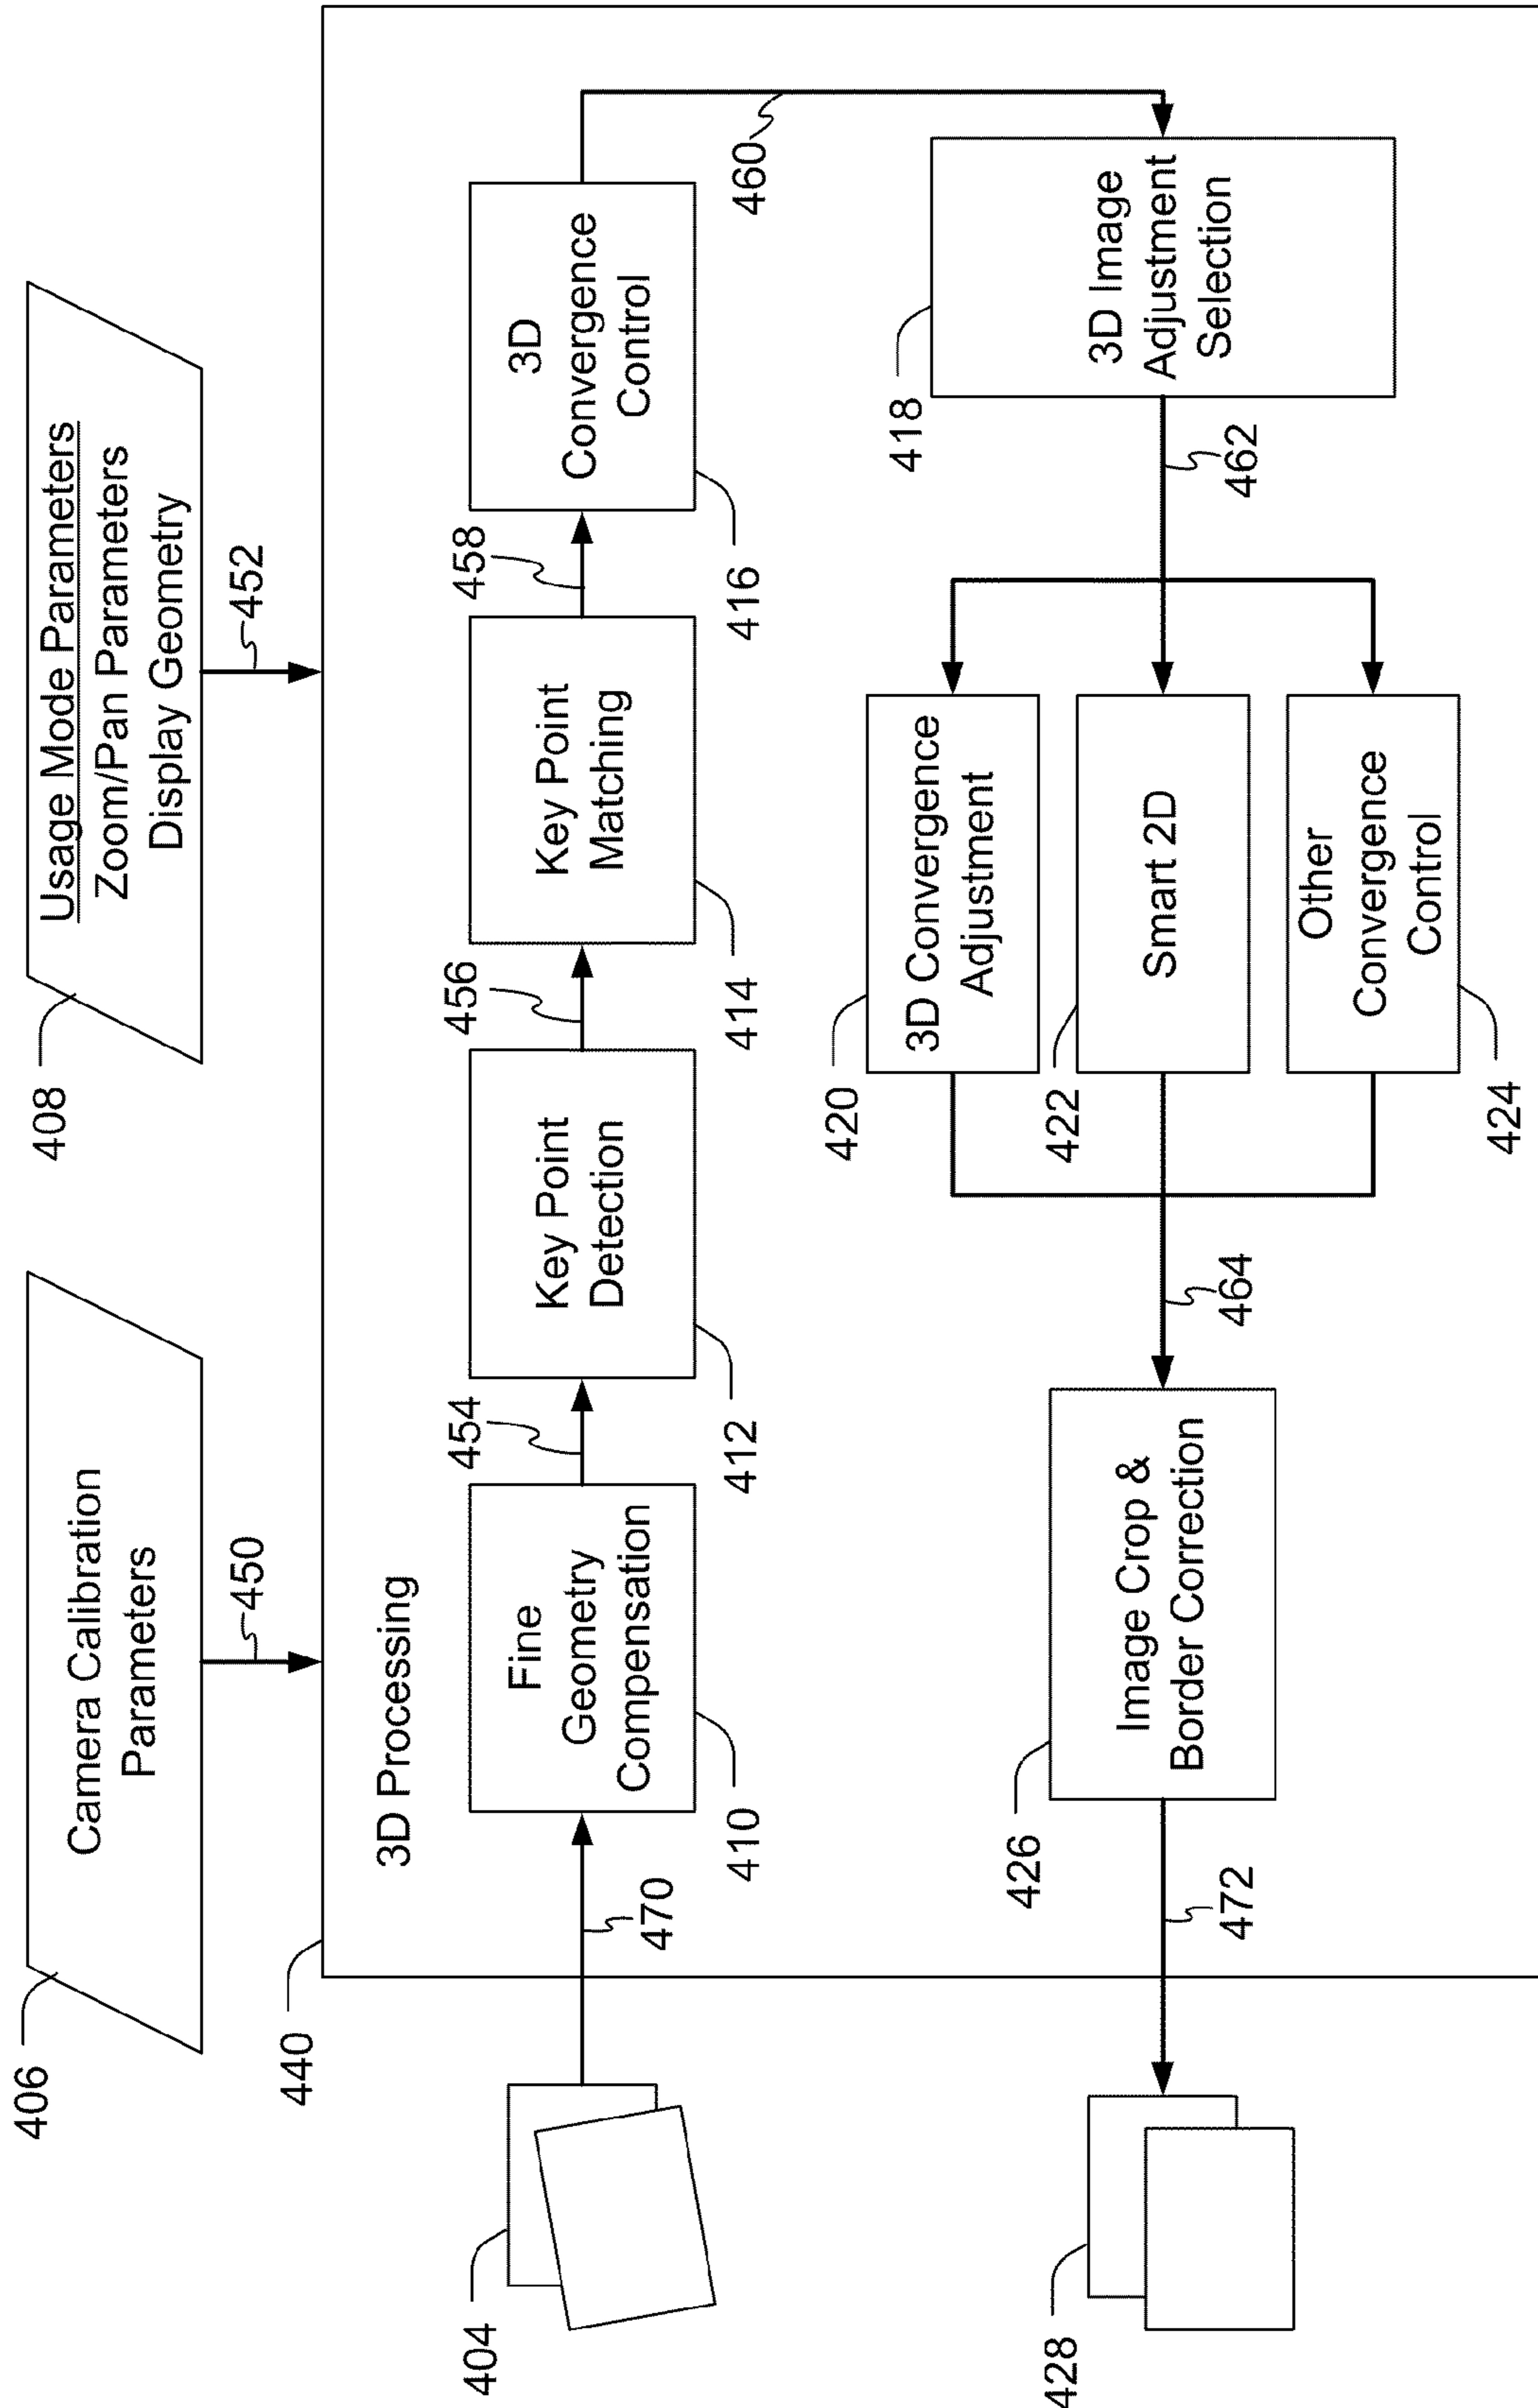 406
Camera Calibration
Parameters
450
408
Usage Mode Parameters
Zoom/Pan Parameters
Display Geometry
452
440
3D Processing
404
470
Fine
Geometry
Compensation
410
454
Key Point
Detection
412
456
Key Point
Matching
414
458
3D
Convergence
Control
416
460
418
3D Image
Adjustment
Selection
462
420
3D Convergence
Adjustment
422
Smart 2D
Other
Convergence
Control
424
464
426
Image Crop &
Border Correction
472
428